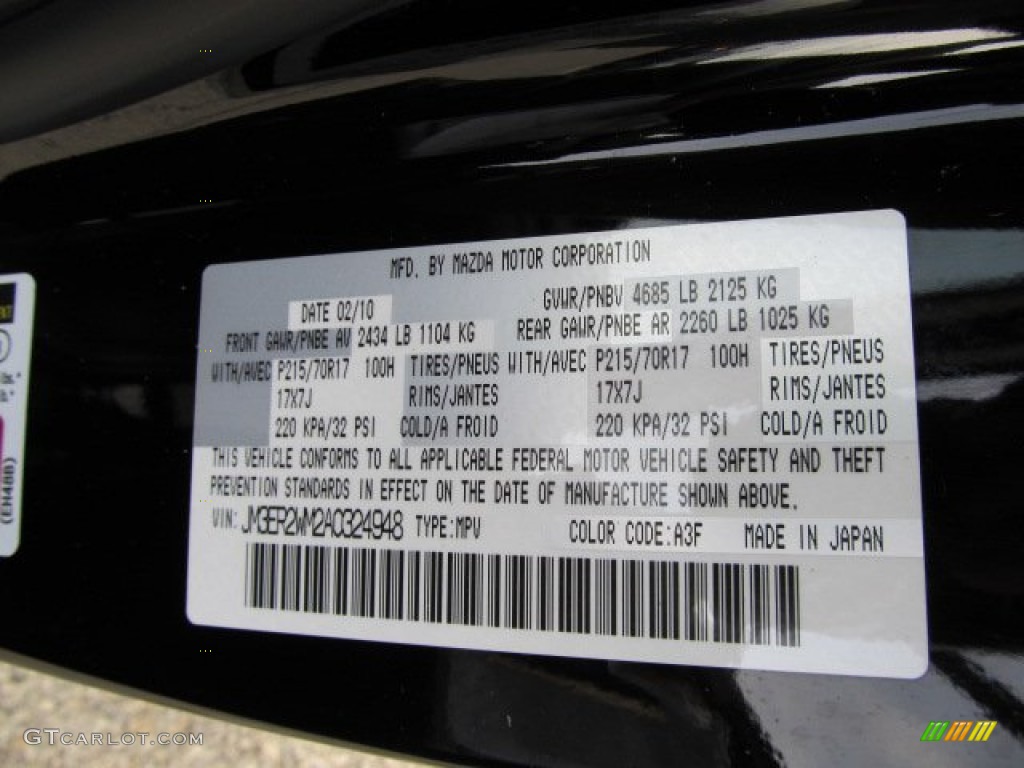 MFD. BY MAZDA MOTOR CORPORATION
DATE 02/10 GVWR/PNBV 4685 LB 2125 KG
FRONT GAWR/PNBE AV 2434 LB 1104 KG REAR GAWR/PNBE AR 2260 LB 1025 KG
WITH/AVEC P215/70R17 100H TIRES/PNEUS WITH/AVEC P215/70R17 100H TIRES/PNEUS
17X7J RIMS/JANTES 17X7J RIMS/JANTES
220 KPA/32 PSI COLD/A FROID 220 KPA/32 PSI COLD/A FROID
THIS VEHICLE CONFORMS TO ALL APPLICABLE FEDERAL MOTOR VEHICLE SAFETY AND THEFT
PREVENTION STANDARDS IN EFFECT ON THE DATE OF MANUFACTURE SHOWN ABOVE.
VIN: JM3ER2WM2A0324948 TYPE:MPV COLOR CODE:A3F MADE IN JAPAN
(EH48B)
GTCARLOT.COM